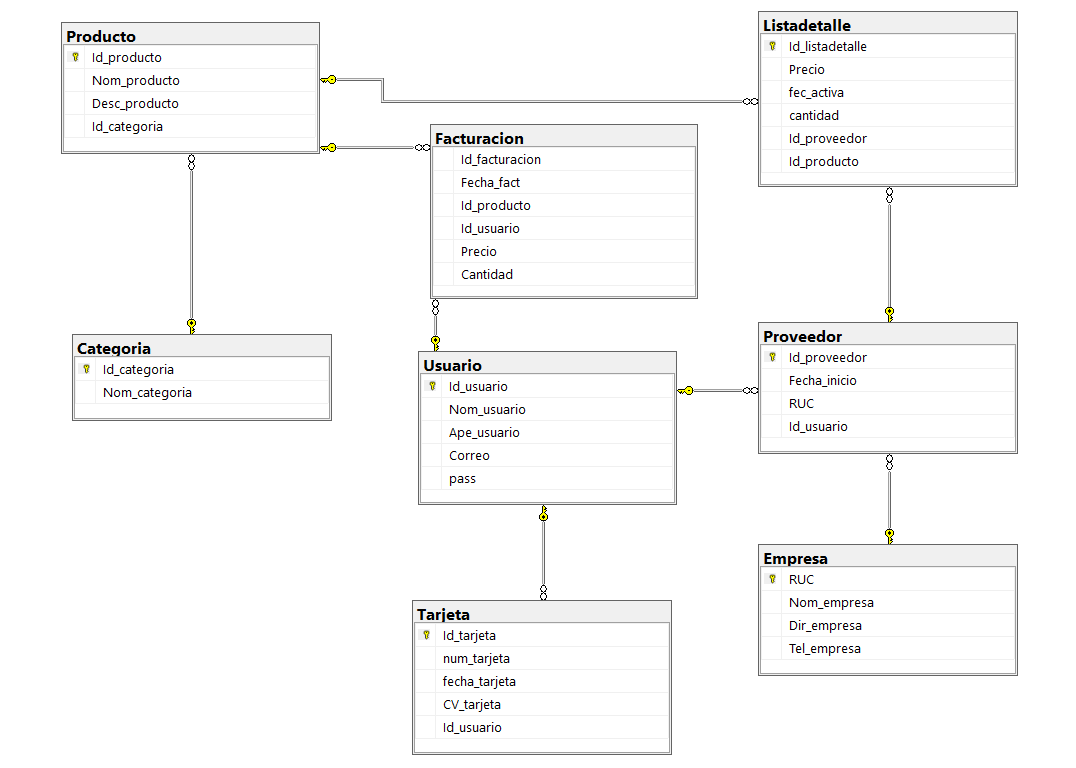 Producto
Id_producto
Nom_producto
Desc_producto
Id_categoria
Listadetalle
Id_listadetalle
Precio
fec_activa
cantidad
Id_proveedor
Id_producto
Facturacion
Id_facturacion
Fecha_fact
Id_producto
Id_usuario
Precio
Cantidad
Categoria
Id_categoria
Nom_categoria
Usuario
Id_usuario
Nom_usuario
Ape_usuario
Correo
pass
Proveedor
Id_proveedor
Fecha_inicio
RUC
Id_usuario
Tarjeta
Id_tarjeta
num_tarjeta
fecha_tarjeta
CV_tarjeta
Id_usuario
Empresa
RUC
Nom_empresa
Dir_empresa
Tel_empresa